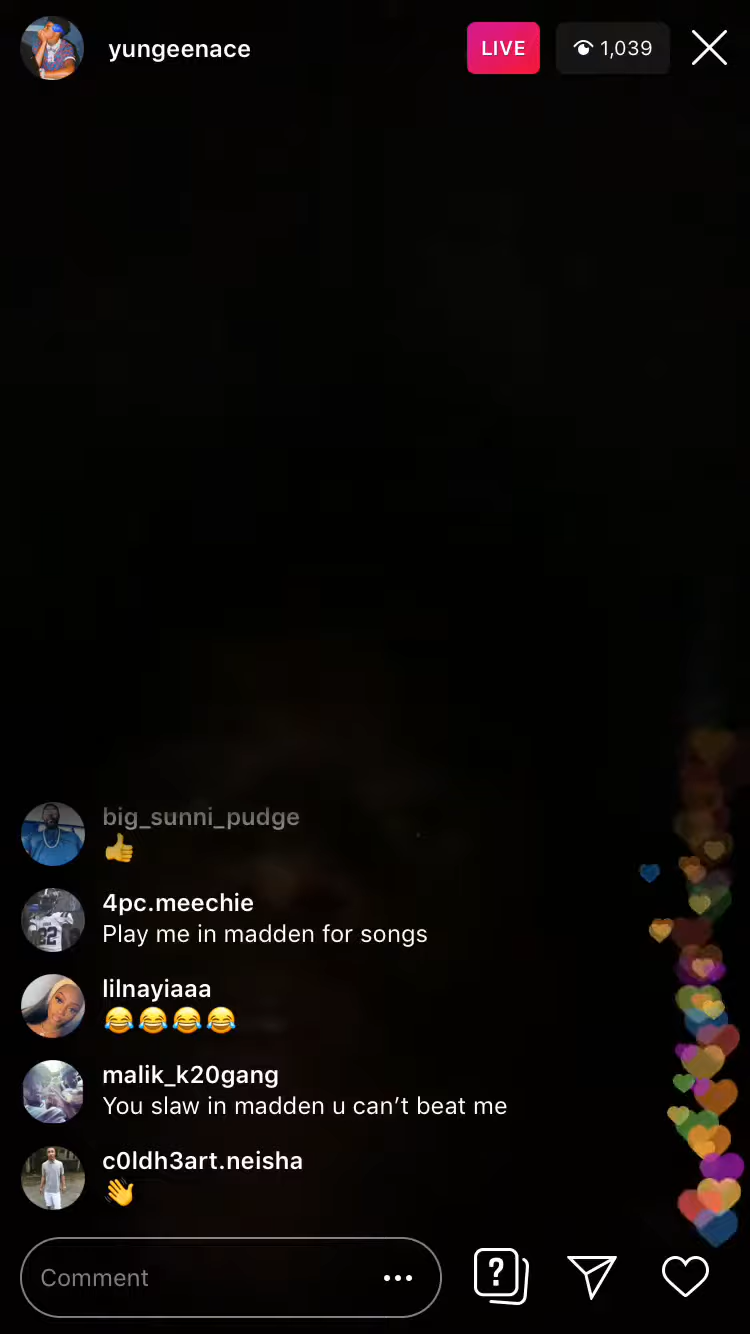 yungeenace
LIVE
1,039
big_sunni_pudge
👍
4pc.meechie
Play me in madden for songs
lilnayiaaa
😂😂😂😂
malik_k20gang
You slaw in madden u can’t beat me
c0ldh3art.neisha
👋
Comment